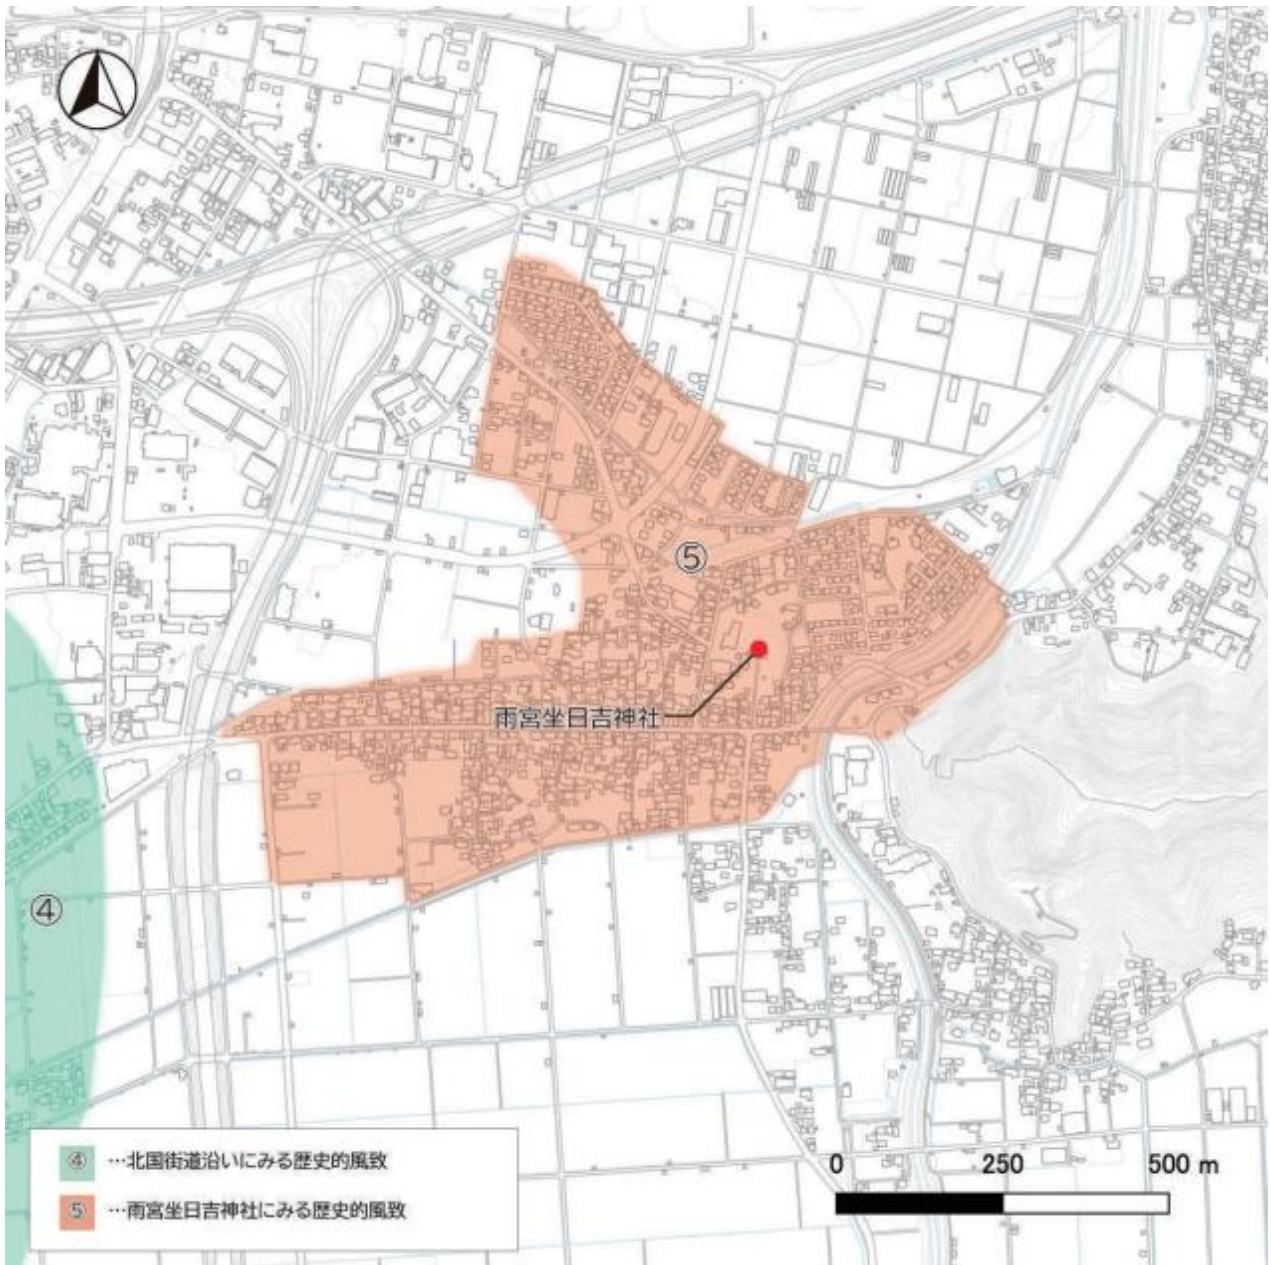 ⑤
雨宮坐日吉神社
④
④ …北国街道沿いにみる歴史的風致
⑤ …雨宮坐日吉神社にみる歴史的風致
0 250 500 m